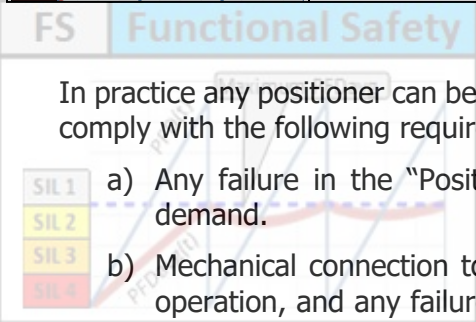 FS Functional Safety
In practice any positioner can be
comply with the following requir
SIL 1
a) Any failure in the "Posit
SIL 2
demand.
SIL 3
b) Mechanical connection to
SIL 4
operation, and any failur
PFD(t)